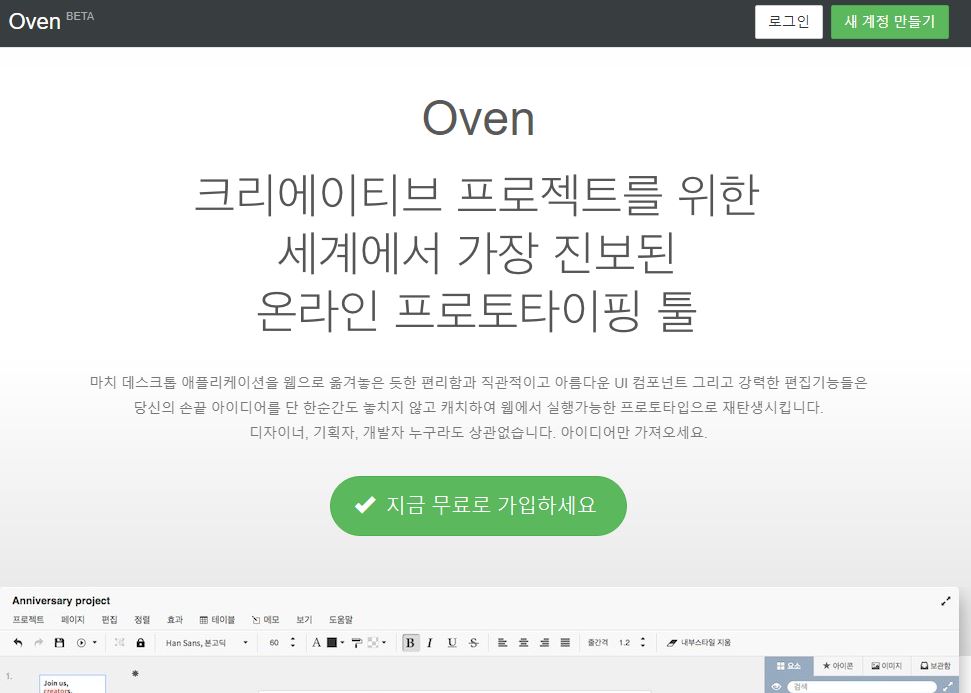 Oven BETA
로그인
새 계정 만들기
Oven
크리에이티브 프로젝트를 위한
세계에서 가장 진보된
온라인 프로토타이핑 툴
마치 데스크톱 애플리케이션을 웹으로 옮겨놓은 듯한 편리함과 직관적이고 아름다운 UI 컴포넌트 그리고 강력한 편집기능들은
당신의 손끝 아이디어를 단 한순간도 놓치지 않고 캐치하여 웹에서 실행가능한 프로토타입으로 재탄생시킵니다.
디자이너, 기획자, 개발자 누구라도 상관없습니다. 아이디어만 가져오세요.
지금 무료로 가입하세요
Anniversary project
프로젝트 페이지 편집 정렬 효과 테이블 메모 보기 도움말
Han Sans, 본고딕 60 A B I U S 줄간격 1.2 내부스타일 지움
요소 아이콘 이미지 보관함
1.
Join us,
creators.
검색